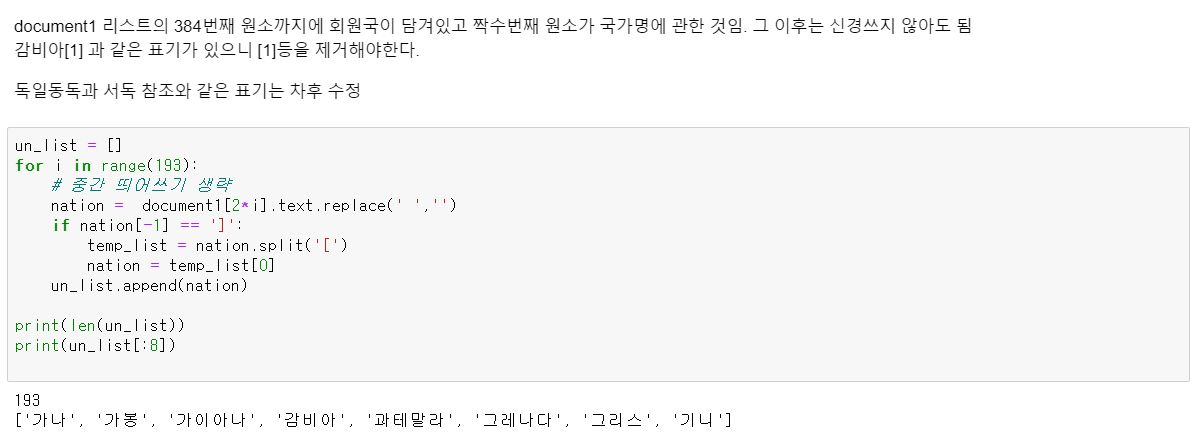 document1 리스트의 384번째 원소까지에 회원국이 담겨있고 짝수번째 원소가 국가명에 관한 것임. 그 이후는 신경쓰지 않아도 됨
감비아[1] 과 같은 표기가 있으니 [1]등을 제거해야한다.
독일동독과 서독 참조와 같은 표기는 차후 수정
un_list = []
for i in range(193):
    # 중간 띄어쓰기 생략
    nation =  document1[2*i].text.replace(' ','')
    if nation[-1] == ']':
        temp_list = nation.split('[')
        nation = temp_list[0]
    un_list.append(nation)
print(len(un_list))
print(un_list[:8])
193
['가나', '가봉', '가이아나', '감비아', '과테말라', '그레나다', '그리스', '기니']